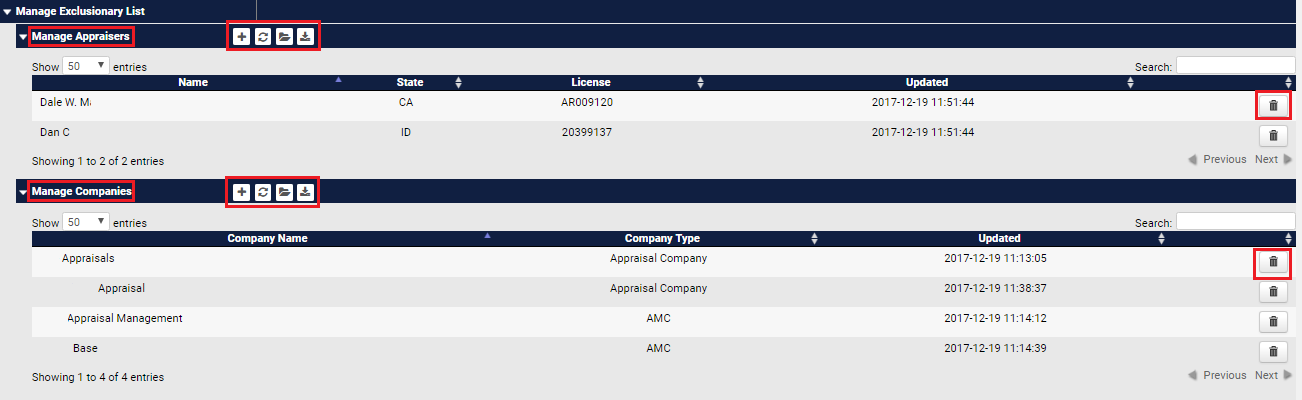 Manage Exclusionary List
Manage Appraisers
Show 50 entries Search:
Name State License Updated
Dale W. CA AR009120 2017-12-19 11:51:44
Dan C ID 20399137 2017-12-19 11:51:44
Showing 1 to 2 of 2 entries Previous Next
Manage Companies
Show 50 entries Search:
Company Name Company Type Updated
Appraisals Appraisal Company 2017-12-19 11:13:05
Appraisal Appraisal Company 2017-12-19 11:38:37
Appraisal Management AMC 2017-12-19 11:14:12
Base AMC 2017-12-19 11:14:39
Showing 1 to 4 of 4 entries Previous Next